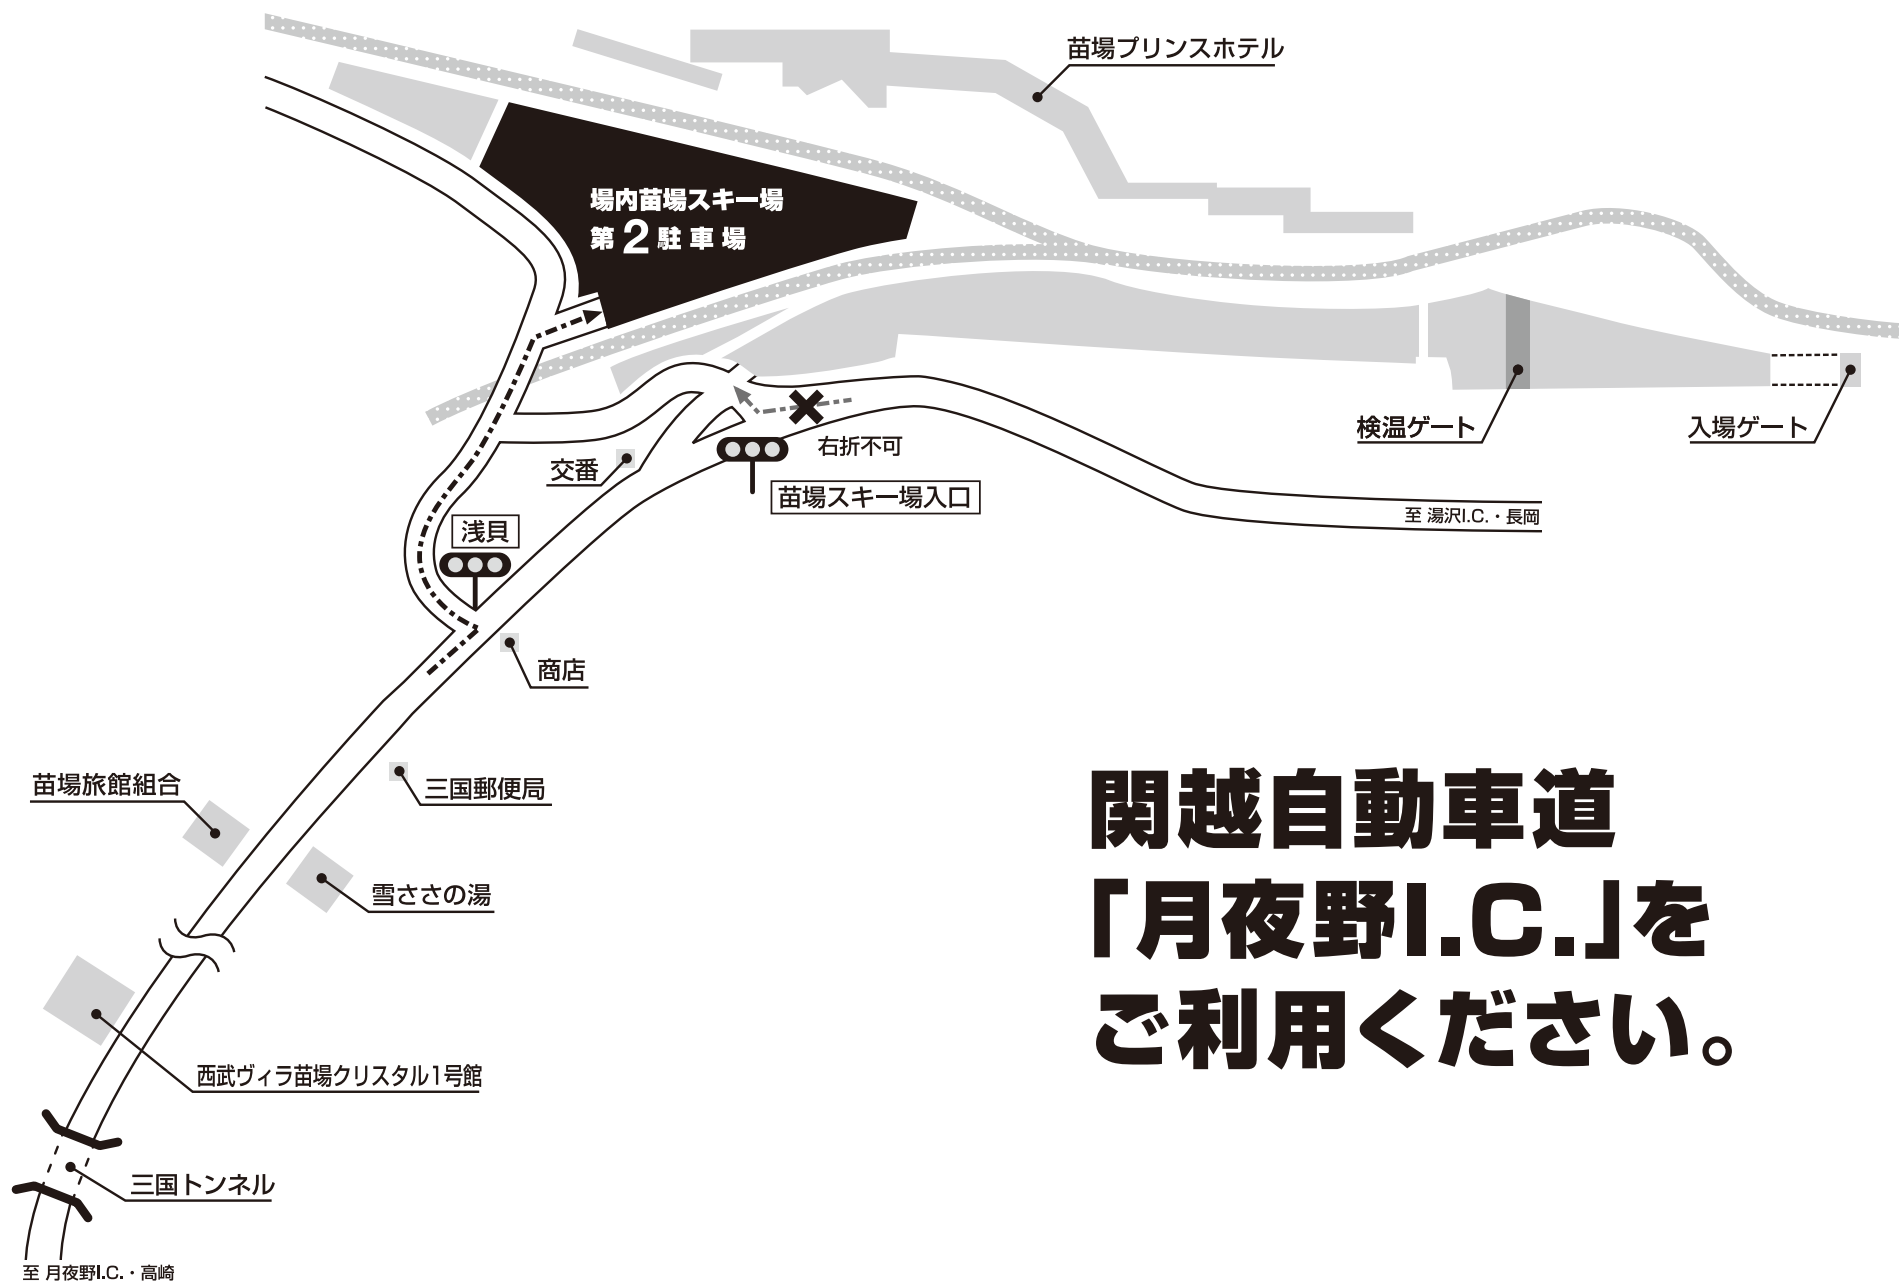 苗場プリンスホテル
場内苗場スキー場
第2駐車場
検温ゲート
入場ゲート
右折不可
交番
苗場スキー場入口
至 湯沢I.C.・長岡
浅貝
商店
三国郵便局
苗場旅館組合
雪ささの湯
西武ヴィラ苗場クリスタル1号館
三国トンネル
至 月夜野I.C.・高崎
関越自動車道
「月夜野I.C.」を
ご利用ください。